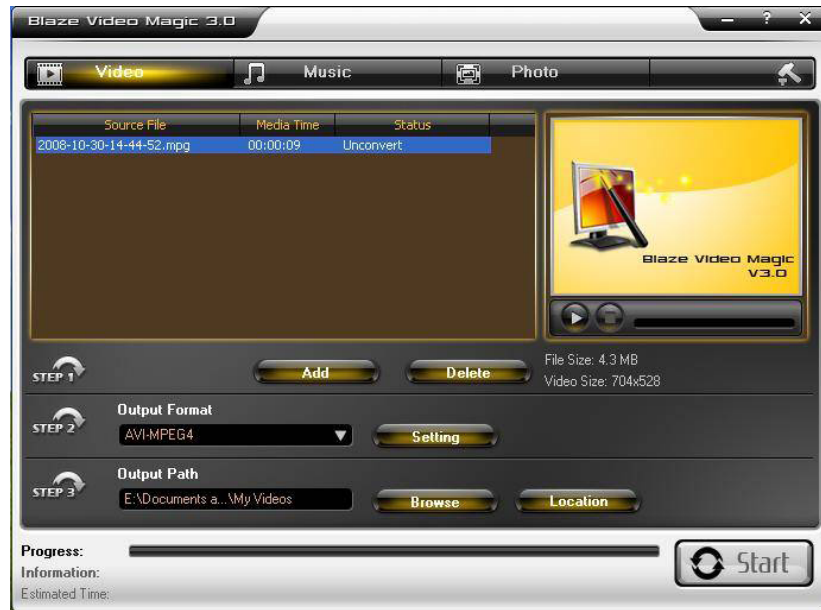 Blaze Video Magic 3.0
Video Music Photo
Source File Media Time Status
2008-10-30-14-44-52.mpg 00:00:09 Unconvert
Blaze Video Magic
V3.0
STEP 1
Add Delete
File Size: 4.3 MB
Video Size: 704x528
STEP 2
Output Format
AVI-MPEG4
Setting
STEP 3
Output Path
E:\Documents a...\My Videos
Browse Location
Progress:
Information:
Estimated Time:
Start